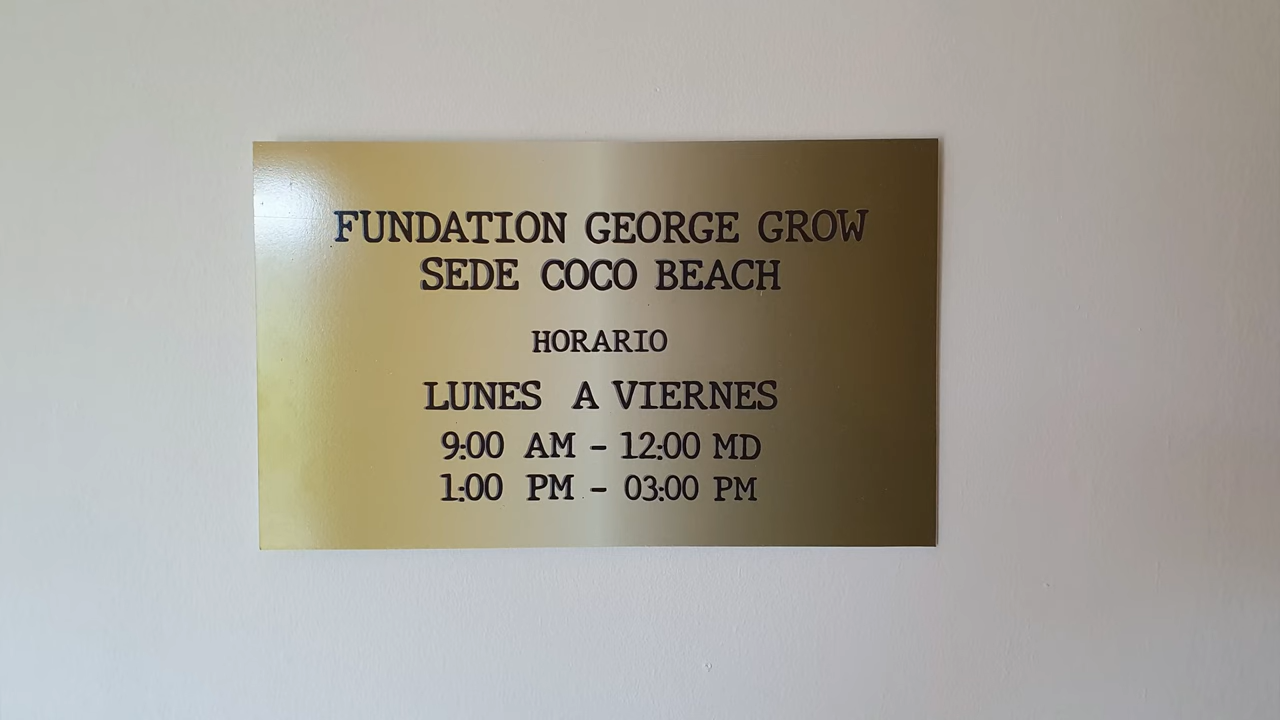 FUNDATION GEORGE GROW
SEDE COCO BEACH
HORARIO
LUNES A VIERNES
9:00 AM - 12:00 MD
1:00 PM - 03:00 PM